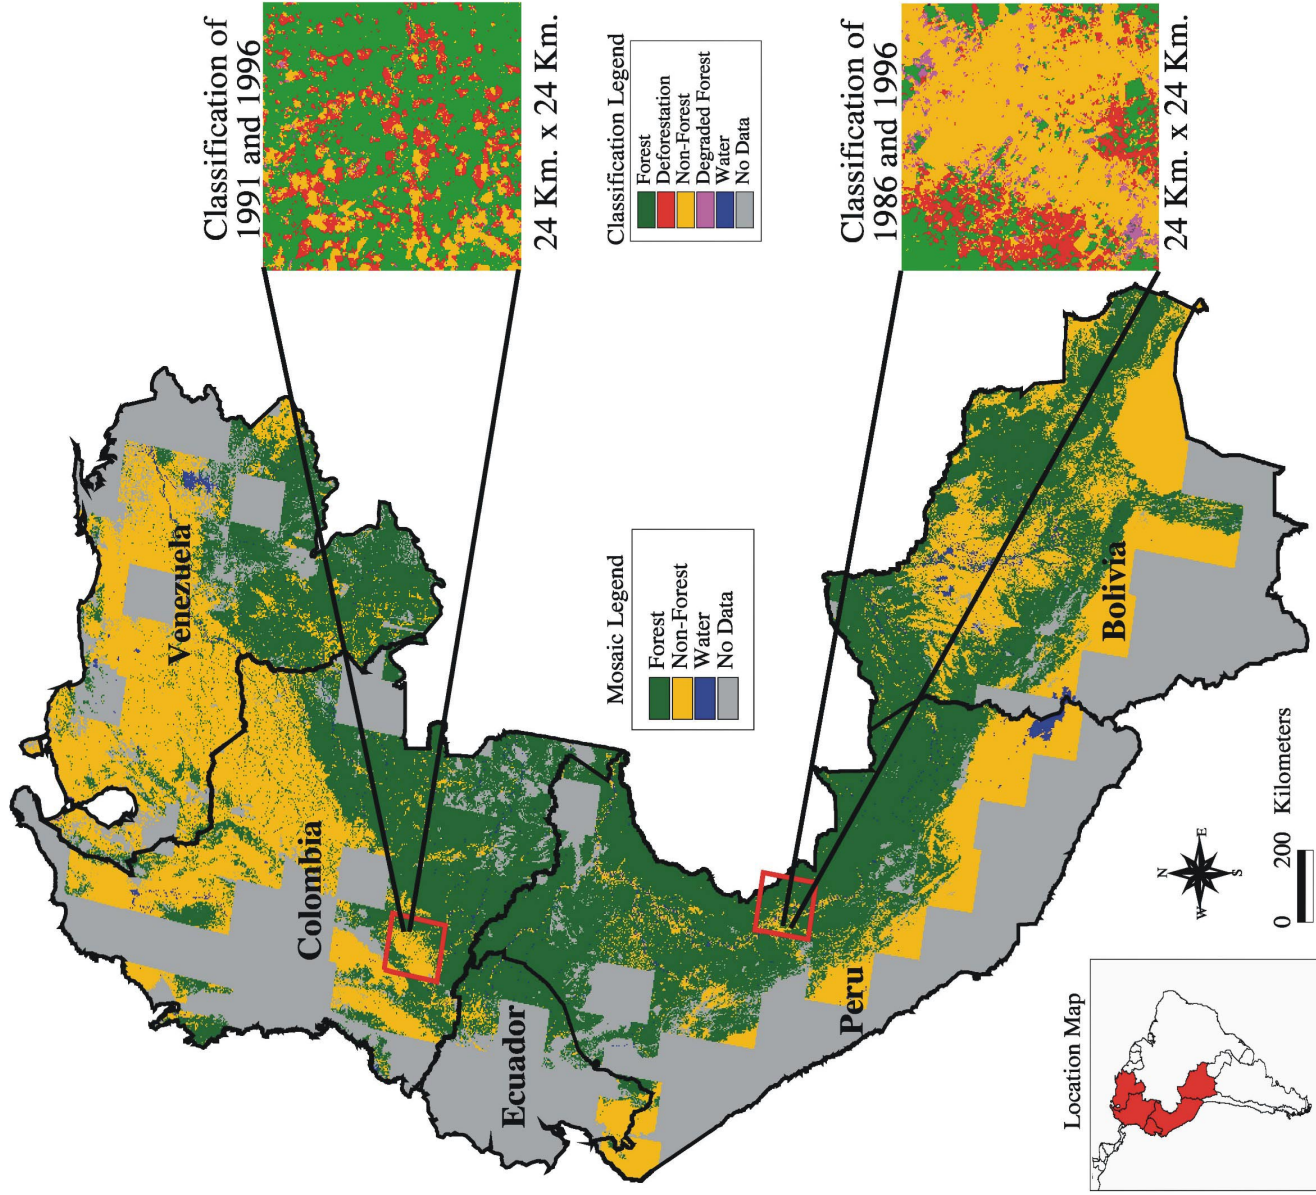 Classification of
1991 and 1996
24 Km. x 24 Km.
Classification Legend
Forest
Deforestation
Non-Forest
Degraded Forest
Water
No Data
Classification of
1986 and 1996
24 Km. x 24 Km.
Venezuela
Colombia
Ecuador
Peru
Bolivia
Mosaic Legend
Forest
Non-Forest
Water
No Data
N
W
E
S
0 200 Kilometers
Location Map